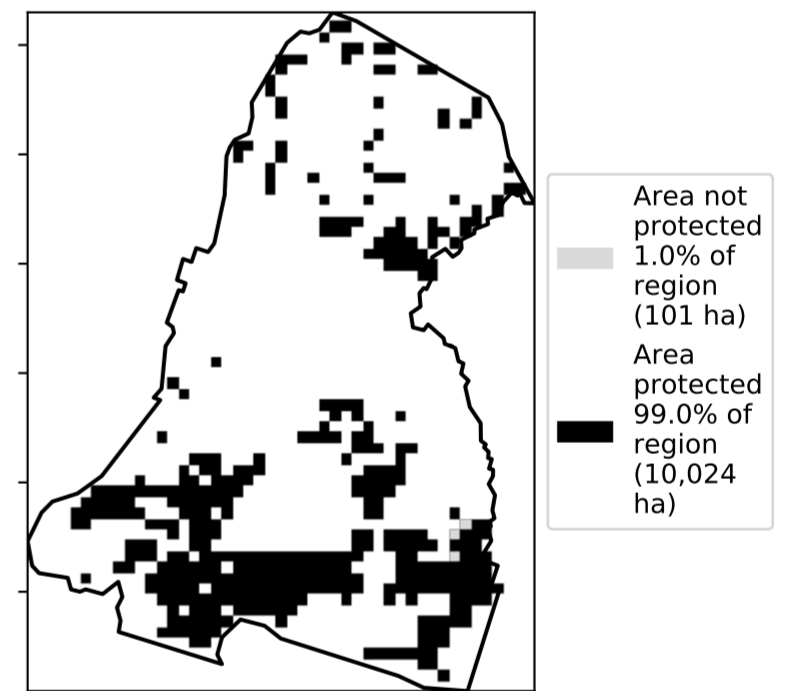 Area not
protected
1.0% of
region
(101 ha)
Area
protected
99.0% of
region
(10,024
ha)